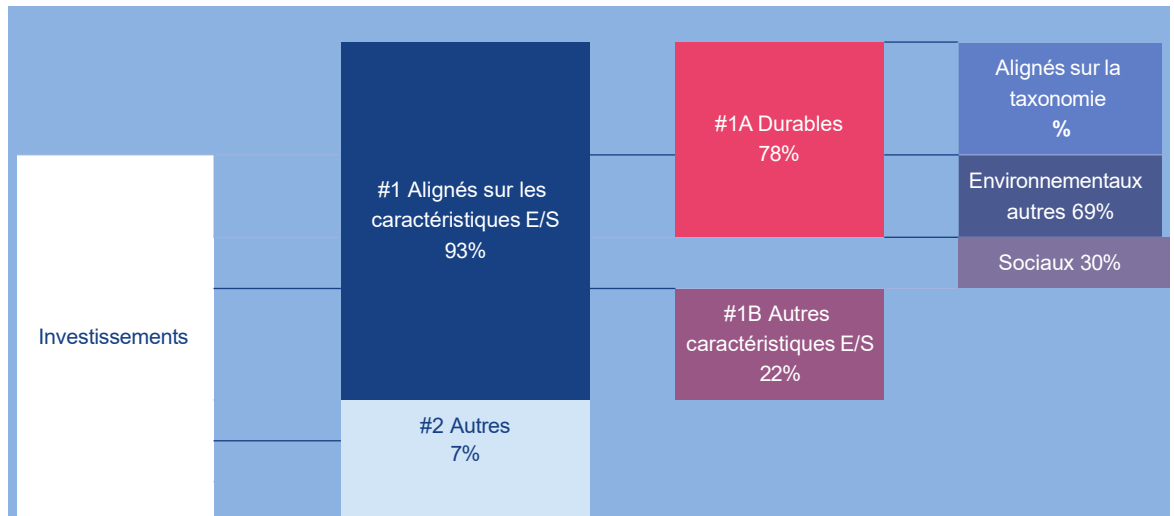 Investissements
#1 Alignés sur les
caractéristiques E/S
93%
#2 Autres
7%
#1A Durables
78%
#1B Autres
caractéristiques E/S
22%
Alignés sur la
taxonomie
%
Environnementaux
autres 69%
Sociaux 30%